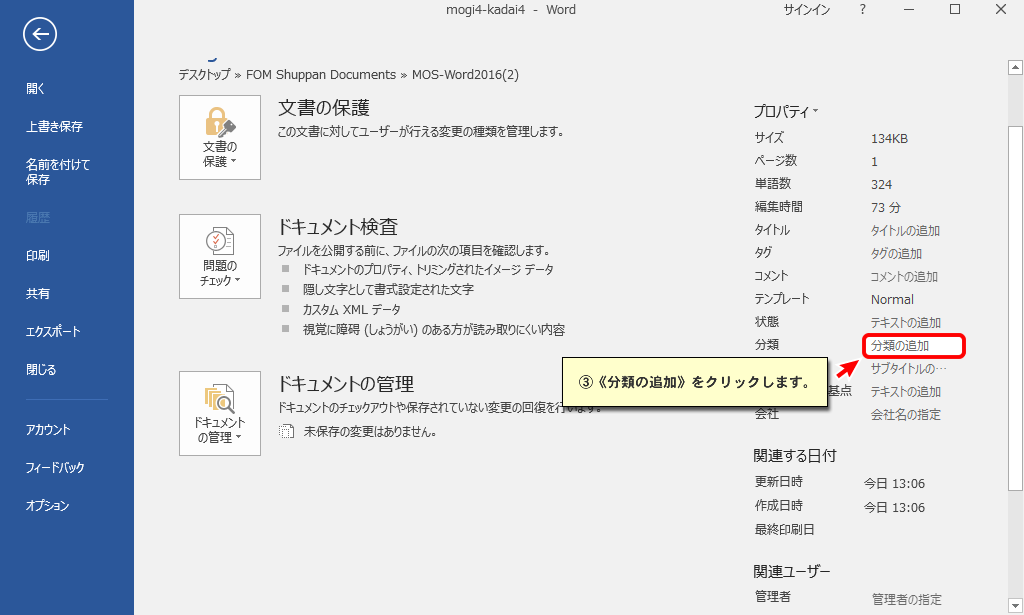 mogi4-kadai4 - Word
サインイン
?
開く
上書き保存
名前を付けて
保存
履歴
印刷
共有
エクスポート
閉じる
アカウント
フィードバック
オプション
デスクトップ » FOM Shuppan Documents » MOS-Word2016(2)
文書の
保護
文書の保護
この文書に対してユーザーが行える変更の種類を管理します。
問題の
チェック
ドキュメント検査
ファイルを公開する前に、ファイルの次の項目を確認します。
ドキュメントのプロパティ、トリミングされたイメージ データ
隠し文字として書式設定された文字
カスタム XML データ
視覚に障碍 (しょうがい) のある方が読み取りにくい内容
ドキュメント
の管理
ドキュメントの管理
ドキュメントのチェックアウトや保存されていない変更の回復を行います。
未保存の変更はありません。
プロパティ
サイズ 134KB
ページ数 1
単語数 324
編集時間 73 分
タイトル タイトルの追加
タグ タグの追加
コメント コメントの追加
テンプレート Normal
状態 テキストの追加
分類 分類の追加
サブタイトルの…
基点 テキストの追加
会社 会社名の指定
③《分類の追加》をクリックします。
関連する日付
更新日時 今日 13:06
作成日時 今日 13:06
最終印刷日
関連ユーザー
管理者 管理者の指定